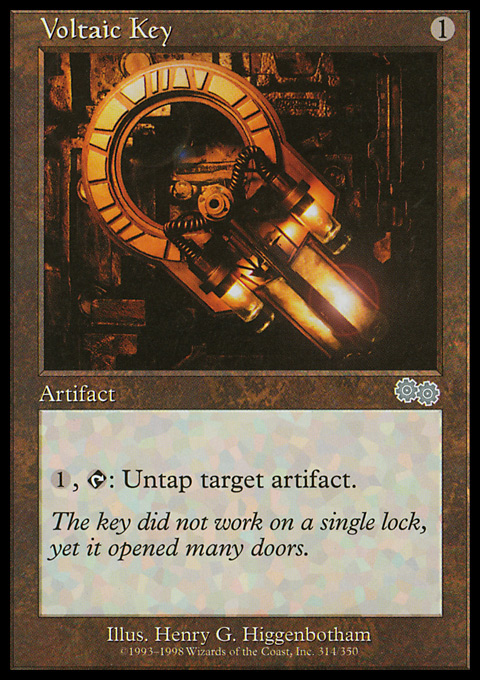 Voltaic Key 1
Artifact
1, : Untap target artifact.
The key did not work on a single lock,
yet it opened many doors.
Illus. Henry G. Higgenbotham
©1993–1998 Wizards of the Coast, Inc. 314/350